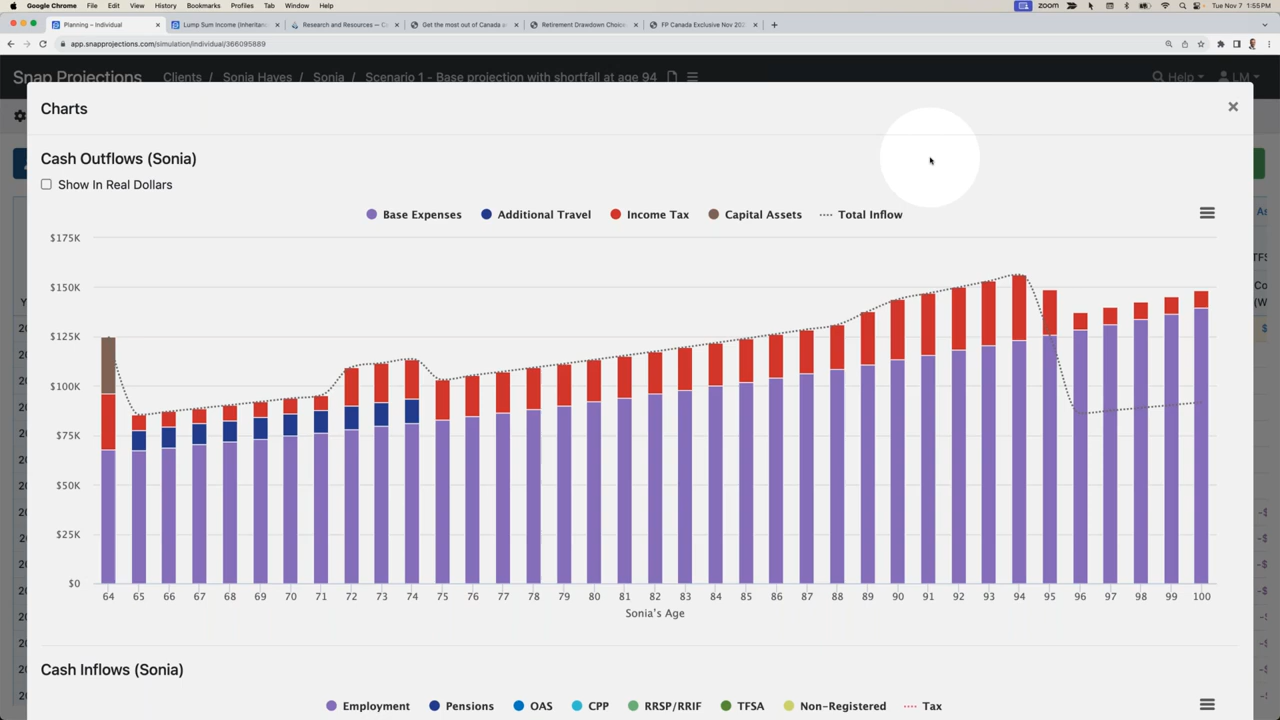 Google Chrome File Edit View History Bookmarks Profiles Tab Window Help zoom Tue Nov 7 1:55PM
Planning – Individual Lump Sum Income (Inheritan Research and Resources — C Get the most out of Canada a Retirement Drawdown Choice FP Canada Exclusive Nov 202
app.snapprojections.com/simulation/individual/366095889
Snap Projections Clients / Sonia Hayes / Sonia / Scenario 1 - Base projection with shortfall at age 94 Help LM
Charts
Cash Outflows (Sonia)
Show In Real Dollars
Base Expenses Additional Travel Income Tax Capital Assets Total Inflow
$175K
$150K
$125K
$100K
$75K
$50K
$25K
$0
64 65 66 67 68 69 70 71 72 73 74 75 76 77 78 79 80 81 82 83 84 85 86 87 88 89 90 91 92 93 94 95 96 97 98 99 100
Sonia's Age
Cash Inflows (Sonia)
Employment Pensions OAS CPP RRSP/RRIF TFSA Non-Registered Tax